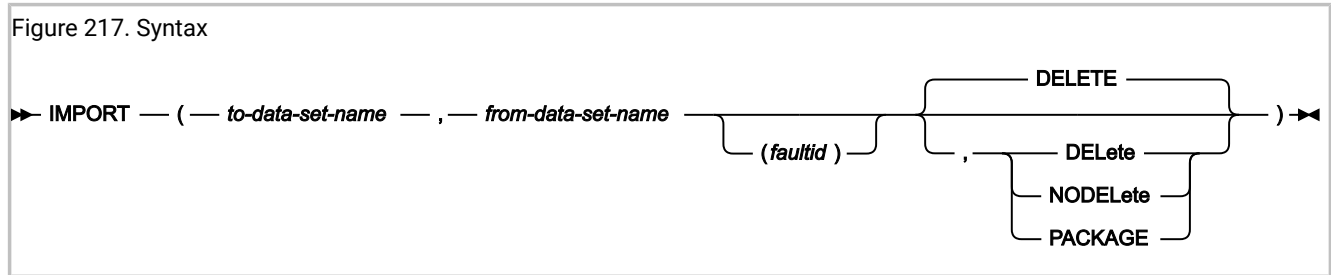 Figure 217. Syntax
DELETE
IMPORT ( to-data-set-name , from-data-set-name )
(faultid ) , DELete
NODELete
PACKAGE